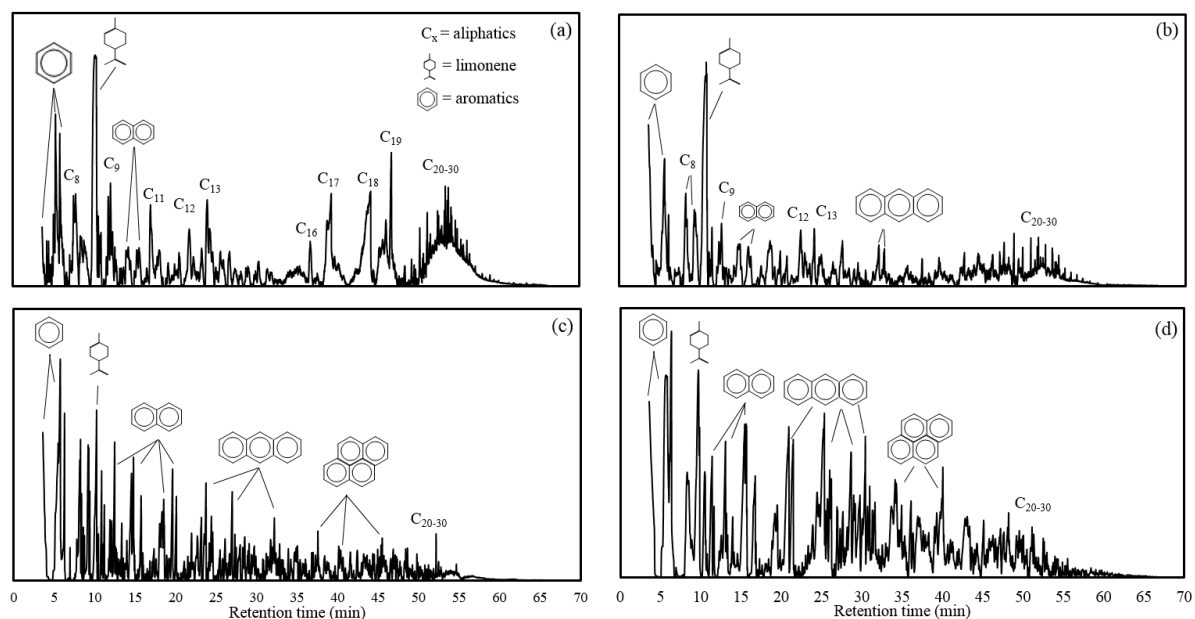 (a)
Cx = aliphatics
= limonene
= aromatics
C8
C9
C11
C12
C13
C16
C17
C18
C19
C20-30
(b)
C8
C9
C12
C13
C20-30
(c)
C20-30
0 5 10 15 20 25 30 35 40 45 50 55 60 65 70
Retention time (min)
(d)
C20-30
0 5 10 15 20 25 30 35 40 45 50 55 60 65 70
Retention time (min)